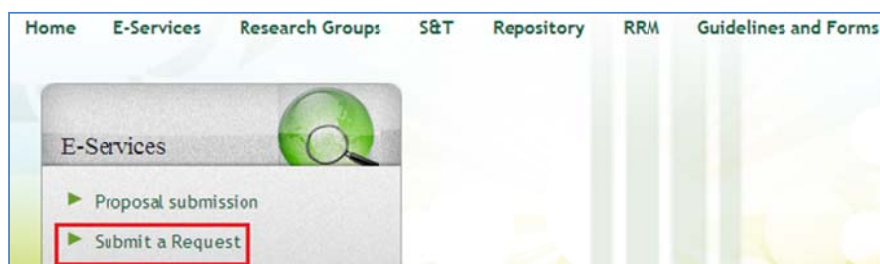 Home E-Services Research Groups S&T Repository RRM Guidelines and Forms
E-Services
Proposal submission
Submit a Request